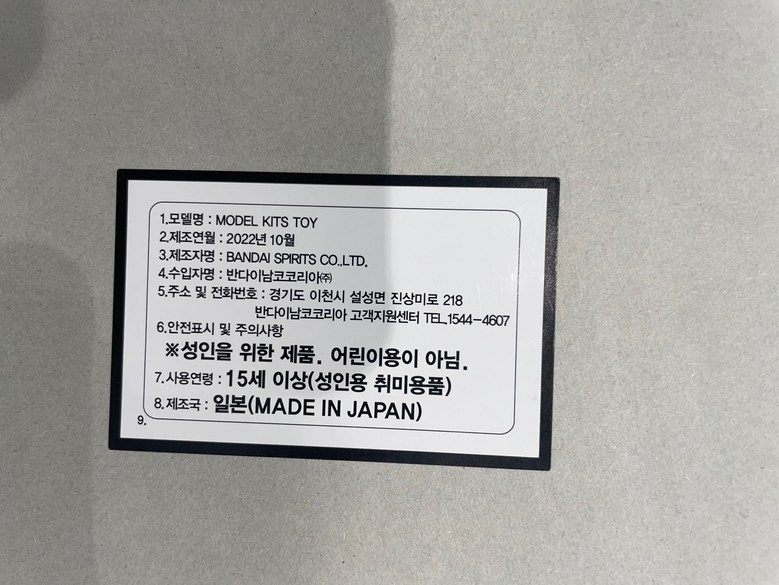 1.모델명 : MODEL KITS TOY
2.제조연월 : 2022년 10월
3.제조자명 : BANDAI SPIRITS CO.,LTD.
4.수입자명 : 반다이남코코리아㈜
5.주소 및 전화번호 : 경기도 이천시 설성면 진상미로 218
반다이남코코리아 고객지원센터 TEL.1544-4607
6.안전표시 및 주의사항
※성인을 위한 제품. 어린이용이 아님.
7.사용연령 : 15세 이상(성인용 취미용품)
8.제조국 : 일본(MADE IN JAPAN)
9.